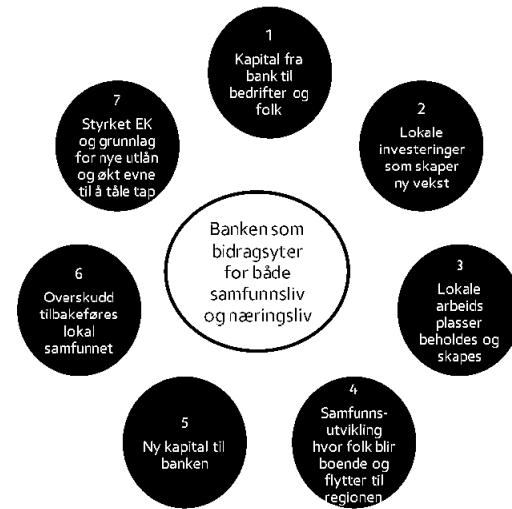 1
Kapital fra
bank til
bedrifter og
folk
2
Lokale
investeringer
som skaper
ny vekst
3
Lokale
arbeids
plasser
beholdes og
skapes
4
Samfunns-
utvikling
hvor folk blir
boende og
flytter til
regionen
5
Ny kapital til
banken
6
Overskudd
tilbakeføres
lokal
samfunnet
7
Styrket EK
og grunnlag
for nye utlån
og økt evne
til å tåle tap
Banken som
bidragsyter
for både
samfunnsliv
og næringsliv